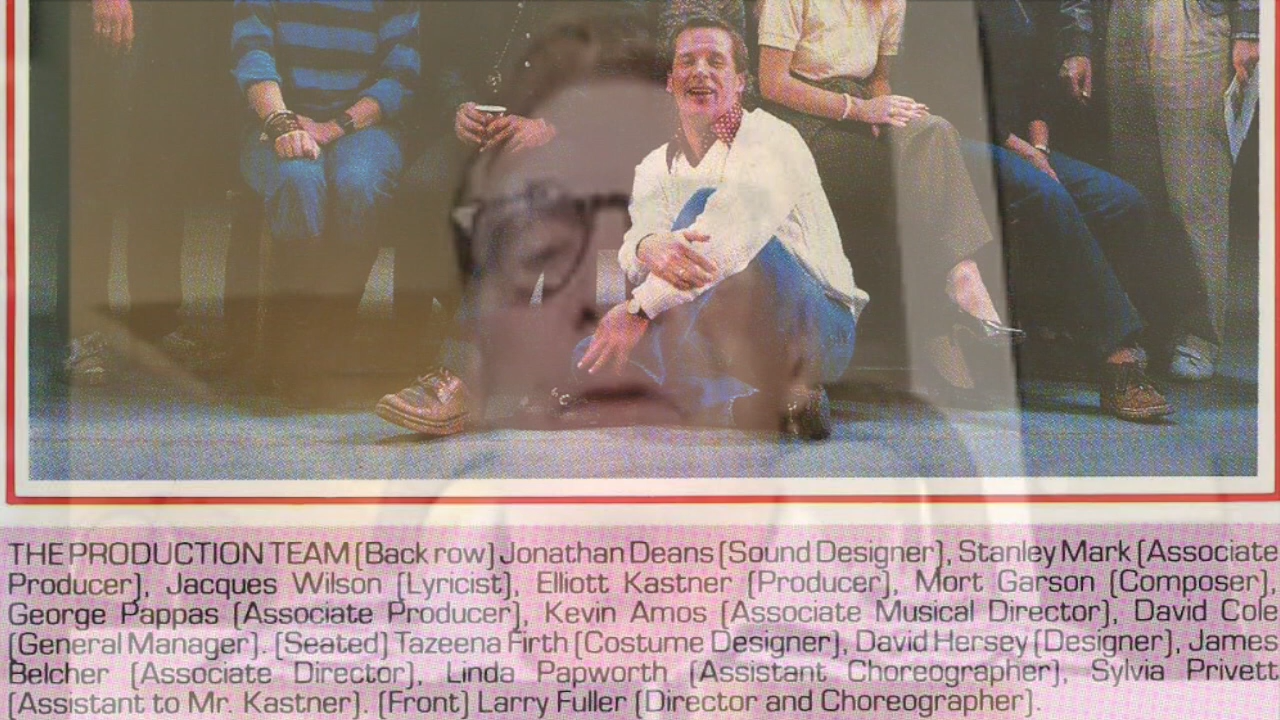 THE PRODUCTION TEAM (Back row) Jonathan Deans (Sound Designer), Stanley Mark (Associate
Producer), Jacques Wilson (Lyricist), Elliott Kastner (Producer), Mort Garson (Composer),
George Pappas (Associate Producer), Kevin Amos (Associate Musical Director), David Cole
(General Manager). (Seated) Tazeena Firth (Costume Designer), David Hersey (Designer), James
Belcher (Associate Director), Linda Papworth (Assistant Choreographer), Sylvia Privett
(Assistant to Mr. Kastner). (Front) Larry Fuller (Director and Choreographer).